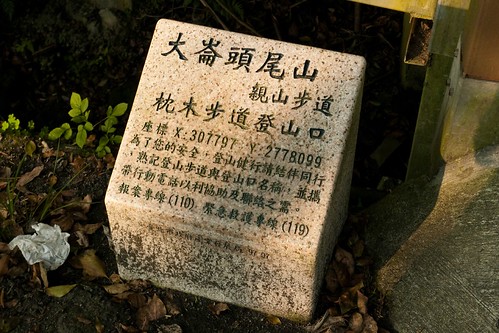 大崙頭尾山
親山步道
枕木步道登山口
座標 X:307797 Y:2778099
為了您的安全，登山健行請結伴同行
，熟記登山步道與登山口名稱，並攜
帶行動電話以利協助及聯絡之需。
報案專線(110) 緊急救護專線(119)